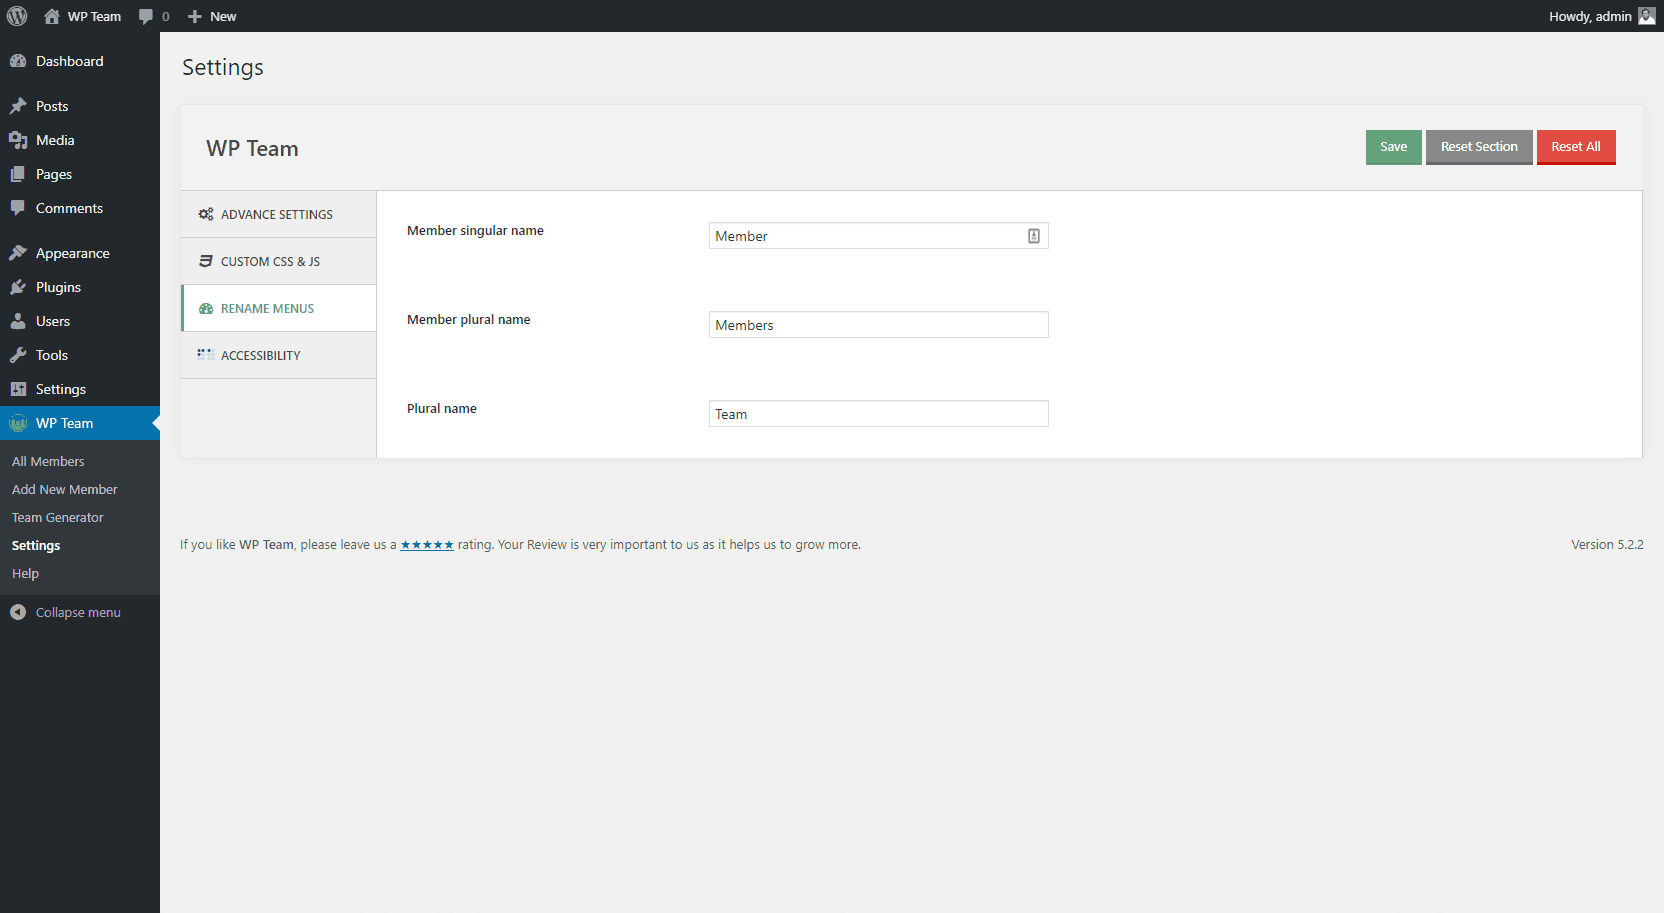 WP Team 0 New Howdy, admin
Dashboard
Posts
Media
Pages
Comments
Appearance
Plugins
Users
Tools
Settings
WP Team
All Members
Add New Member
Team Generator
Settings
Help
Collapse menu
Settings
WP Team
Save Reset Section Reset All
ADVANCE SETTINGS
CUSTOM CSS & JS
RENAME MENUS
ACCESSIBILITY
Member singular name Member
Member plural name Members
Plural name Team
If you like WP Team, please leave us a ★★★★★ rating. Your Review is very important to us as it helps us to grow more. Version 5.2.2